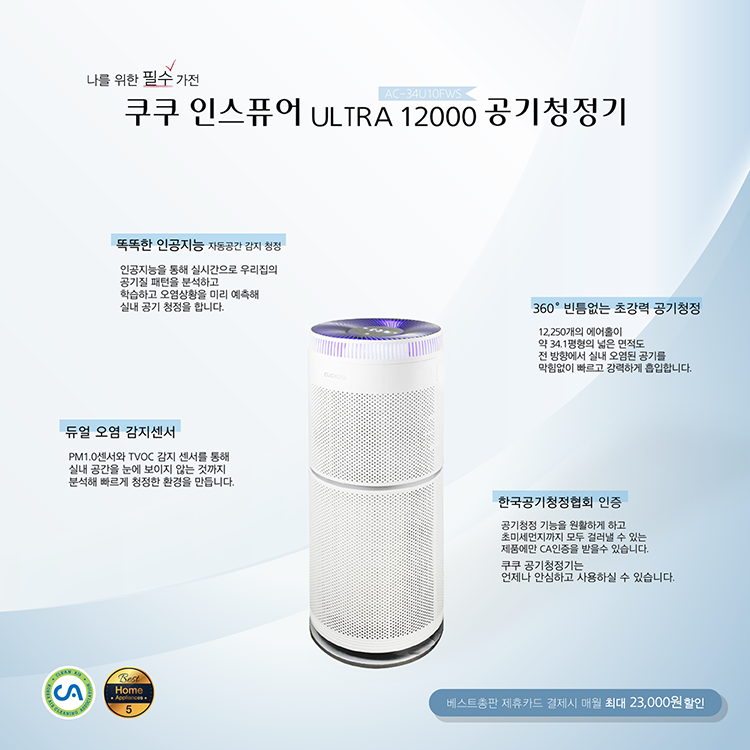 나를 위한 필수 가전
AC-34U10FWS
쿠쿠 인스퓨어 ULTRA 12000 공기청정기
똑똑한 인공지능 자동공간 감지 청정
인공지능을 통해 실시간으로 우리집의
공기질 패턴을 분석하고
학습하고 오염상황을 미리 예측해
실내 공기 청정을 합니다.
360° 빈틈없는 초강력 공기청정
12,250개의 에어홀이
약 34.1평형의 넓은 면적도
전 방향에서 실내 오염된 공기를
막힘없이 빠르고 강력하게 흡입합니다.
듀얼 오염 감지센서
PM1.0센서와 TVOC 감지 센서를 통해
실내 공간을 눈에 보이지 않는 것까지
분석해 빠르게 청정한 환경을 만듭니다.
한국공기청정협회 인증
공기청정 기능을 원활하게 하고
초미세먼지까지 모두 걸러낼 수 있는
제품에만 CA인증을 받을수 있습니다.
쿠쿠 공기청정기는
언제나 안심하고 사용하실 수 있습니다.
CLEAN AIR
CA
Best
Home
Appliances
5
베스트총판 제휴카드 결제시 매월 최대 23,000원할인